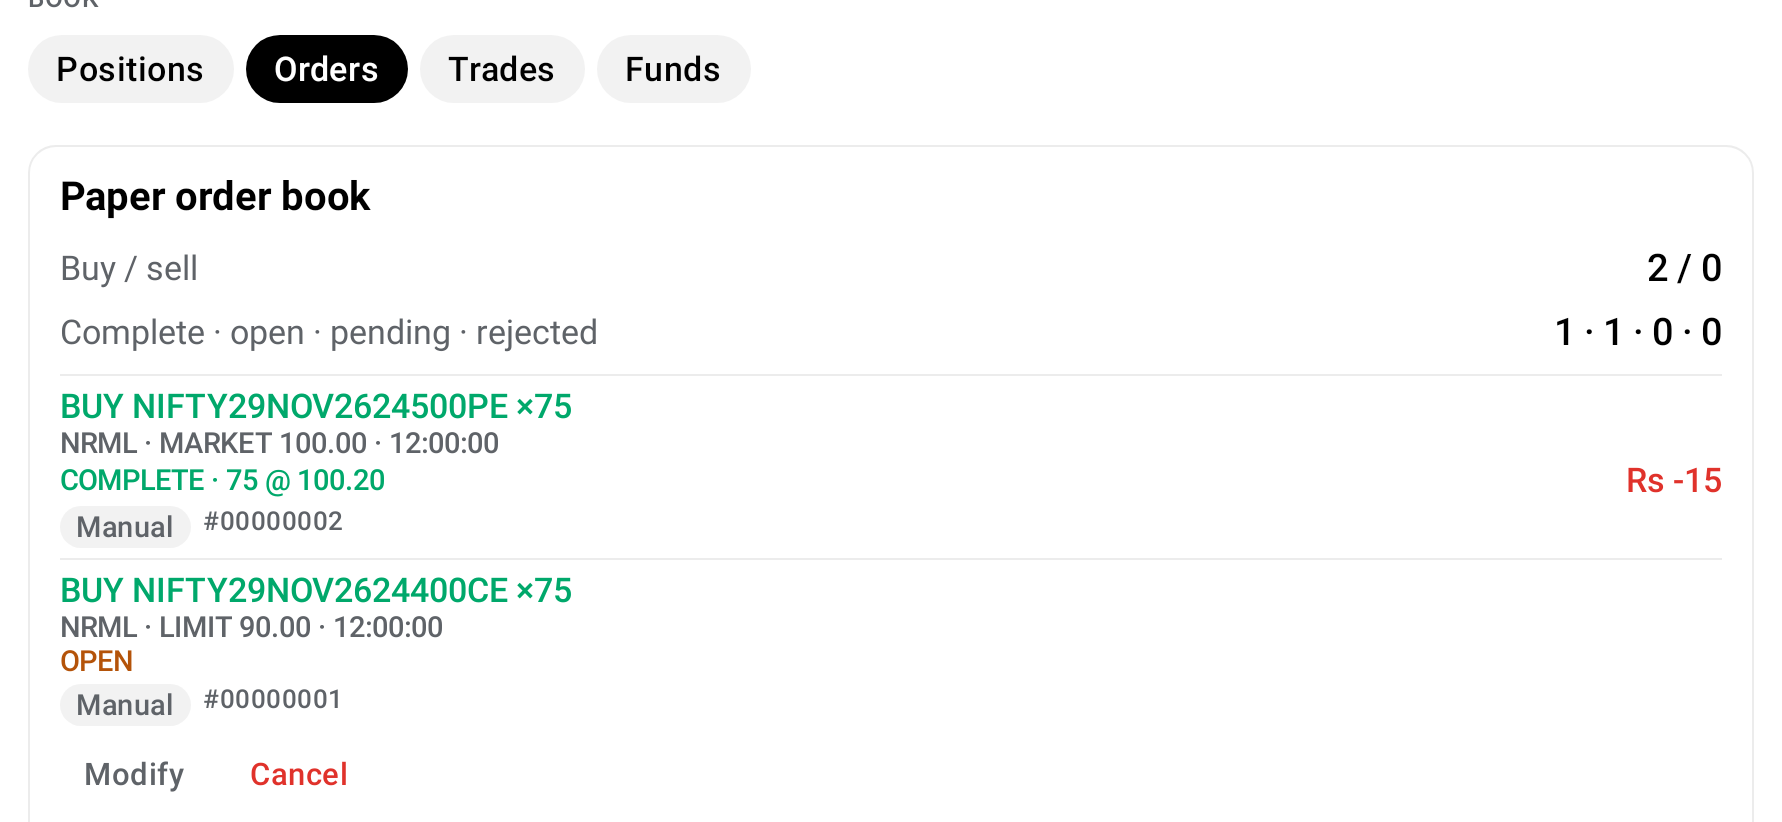 BOOK
Positions Orders Trades Funds
Paper order book
Buy / sell 2 / 0
Complete · open · pending · rejected 1 · 1 · 0 · 0
BUY NIFTY29NOV2624500PE ×75
NRML · MARKET 100.00 · 12:00:00
COMPLETE · 75 @ 100.20 Rs -15
Manual #00000002
BUY NIFTY29NOV2624400CE ×75
NRML · LIMIT 90.00 · 12:00:00
OPEN
Manual #00000001
Modify Cancel